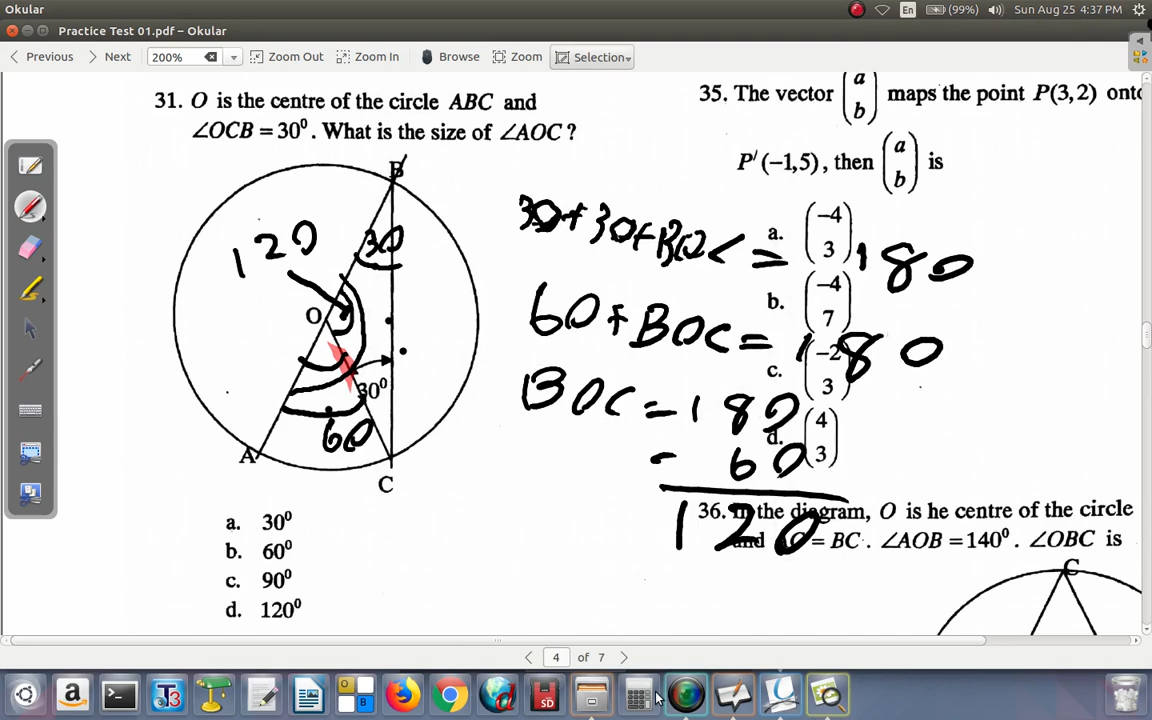 Okular
En
(99%)
Sun Aug 25 4:37 PM
Practice Test 01.pdf – Okular
Previous
Next
200%
Zoom Out
Zoom In
Browse
Zoom
Selection
31. O is the centre of the circle ABC and
∠OCB = 30⁰. What is the size of ∠AOC ?
B
120
30
O
30⁰
60
A
C
a. 30⁰
b. 60⁰
c. 90⁰
d. 120⁰
35. The vector (a b) maps the point P(3,2) onto
P′(−1,5), then (a b) is
a. (−4 3)
b. (−4 7)
c. (−2 3)
d. (4 3)
30+30+BOC = 180
60+BOC = 180
BOC = 180
- 60
120
36. In the diagram, O is he centre of the circle
and = BC. ∠AOB = 140⁰. ∠OBC is
C
4 of 7
SD